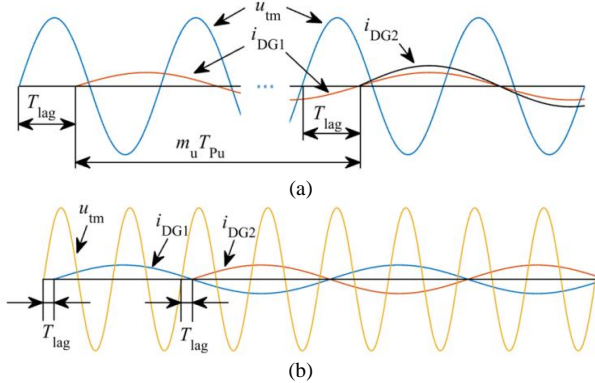 u_tm
i_DG1
i_DG2
...
T_lag
T_lag
m_u T_Pu
(a)
u_tm
i_DG1
i_DG2
T_lag
T_lag
(b)